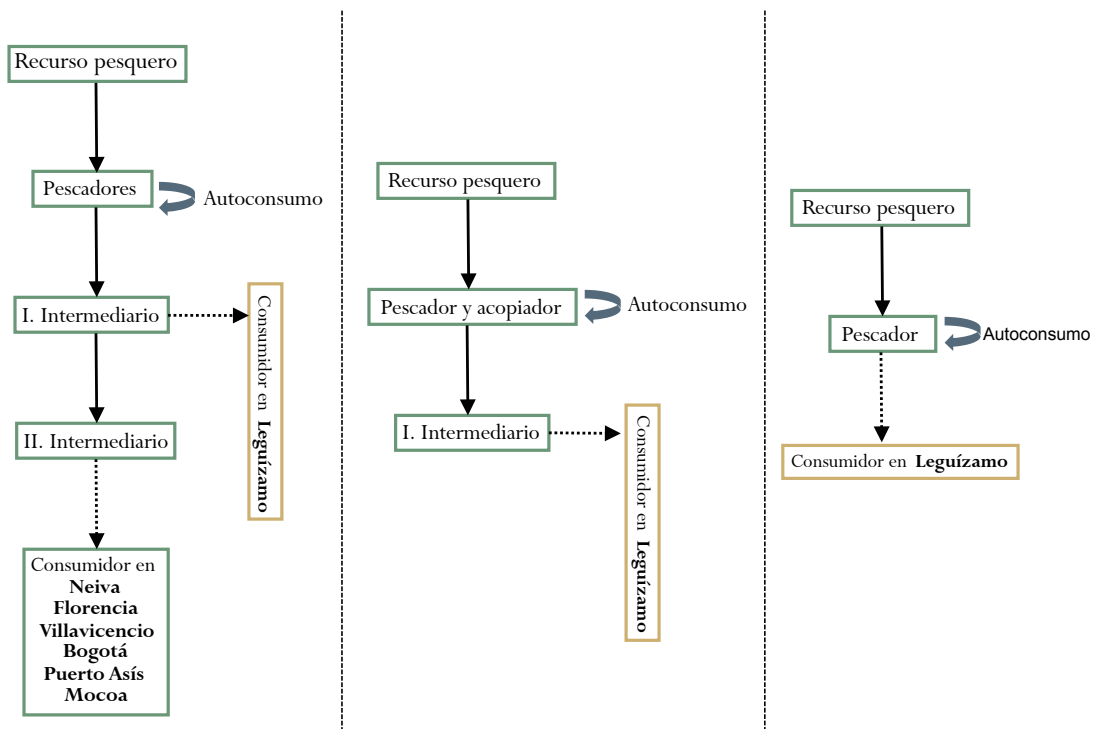 Recurso pesquero
Pescadores
Autoconsumo
I. Intermediario
Consumidor en Leguízamo
II. Intermediario
Consumidor en
Neiva
Florencia
Villavicencio
Bogotá
Puerto Asís
Mocoa
Recurso pesquero
Pescador y acopiador
Autoconsumo
I. Intermediario
Consumidor en Leguízamo
Recurso pesquero
Pescador
Autoconsumo
Consumidor en Leguízamo